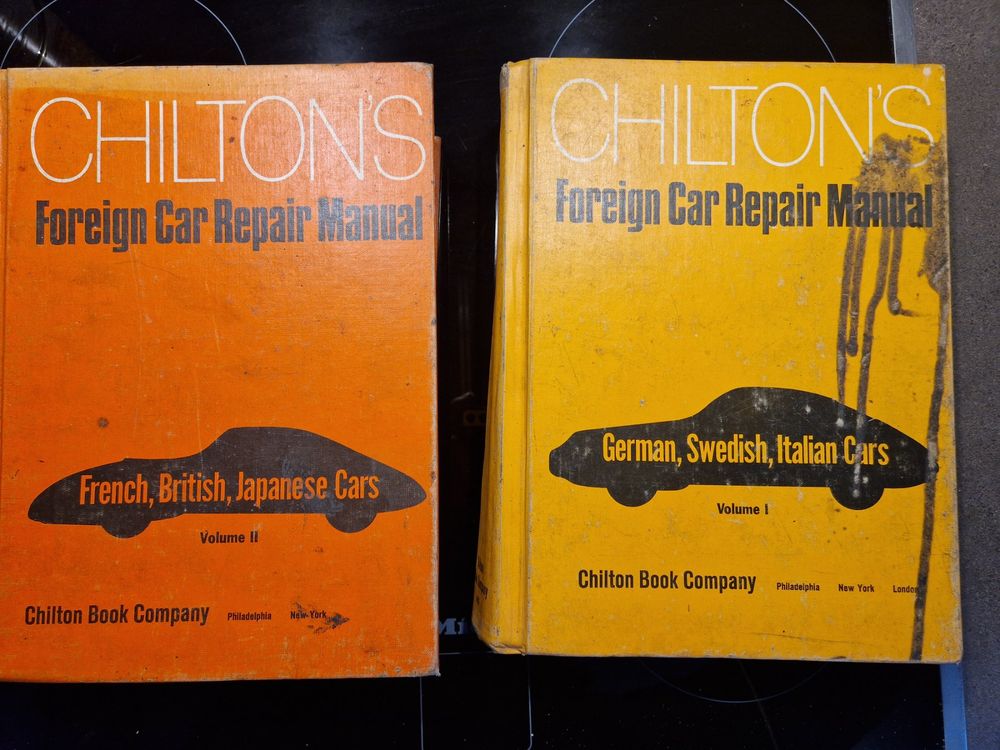 CHILTON'S
Foreign Car Repair Manual
French, British, Japanese Cars
Volume II
Chilton Book Company Philadelphia New York
CHILTON'S
Foreign Car Repair Manual
German, Swedish, Italian Cars
Volume I
Chilton Book Company Philadelphia New York London